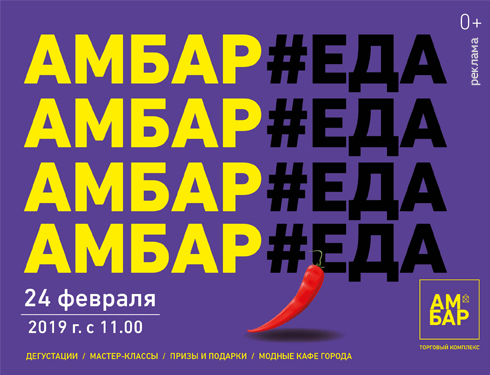 0+
реклама
АМБАР#ЕДА
АМБАР#ЕДА
АМБАР#ЕДА
АМБАР#ЕДА
24 февраля
2019 г. с 11.00
ДЕГУСТАЦИИ / МАСТЕР-КЛАССЫ / ПРИЗЫ И ПОДАРКИ / МОДНЫЕ КАФЕ ГОРОДА
АМ
БАР
ТОРГОВЫЙ КОМПЛЕКС